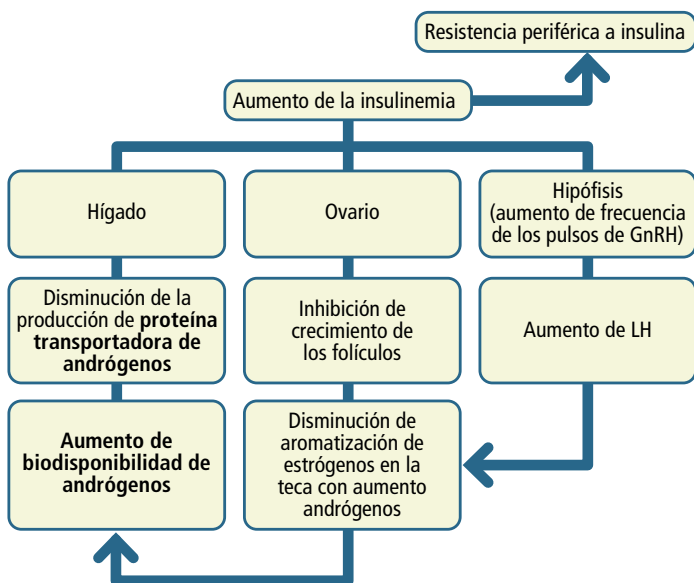 Resistencia periférica a insulina
Aumento de la insulinemia
Hígado
Ovario
Hipófisis
(aumento de frecuencia
de los pulsos de GnRH)
Disminución de la
producción de proteína
transportadora de
andrógenos
Inhibición de
crecimiento de
los folículos
Aumento de LH
Aumento de
biodisponibilidad de
andrógenos
Disminución de
aromatización de
estrógenos en la
teca con aumento
andrógenos